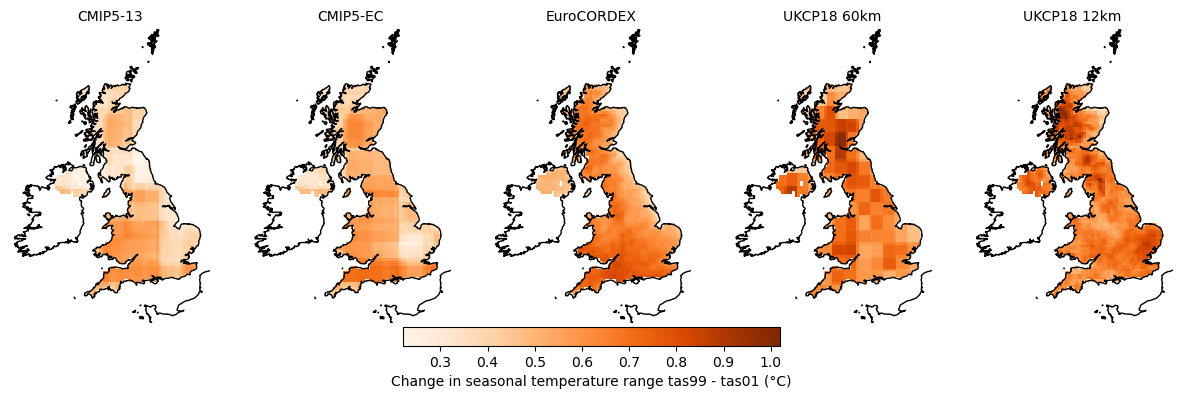 CMIP5-13 CMIP5-EC EuroCORDEX UKCP18 60km UKCP18 12km
0.3 0.4 0.5 0.6 0.7 0.8 0.9 1.0
Change in seasonal temperature range tas99 - tas01 (°C)